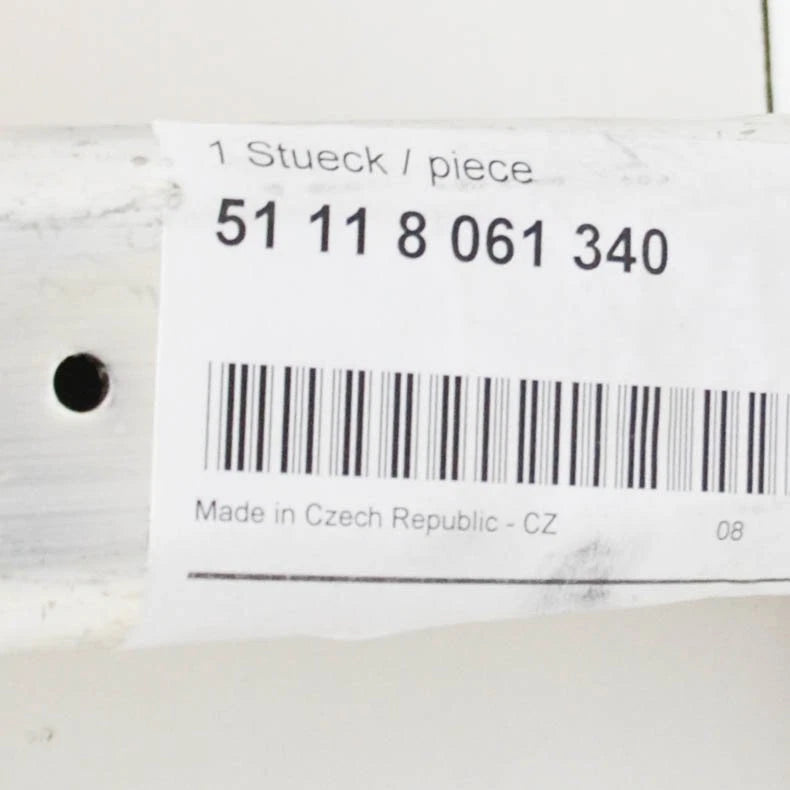 1 Stueck / piece
51 11 8 061 340
Made in Czech Republic - CZ 08